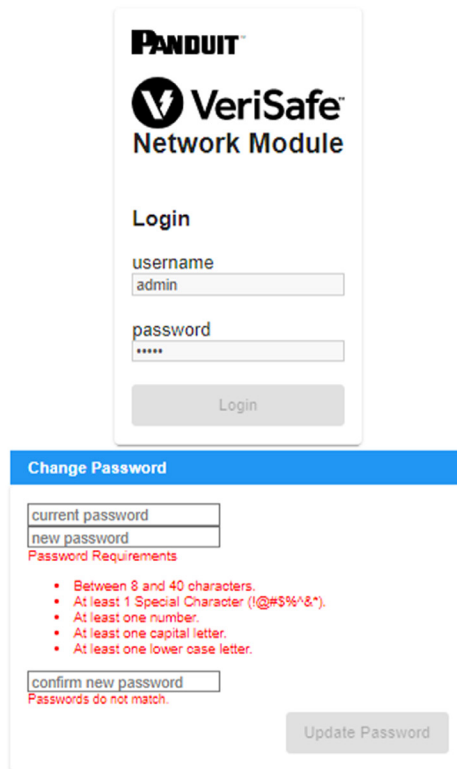 PANDUIT™
VeriSafe™
Network Module
Login
username
admin
password
•••••
Login
Change Password
current password
new password
Password Requirements
• Between 8 and 40 characters.
• At least 1 Special Character (!@#$%^&*).
• At least one number.
• At least one capital letter.
• At least one lower case letter.
confirm new password
Passwords do not match.
Update Password